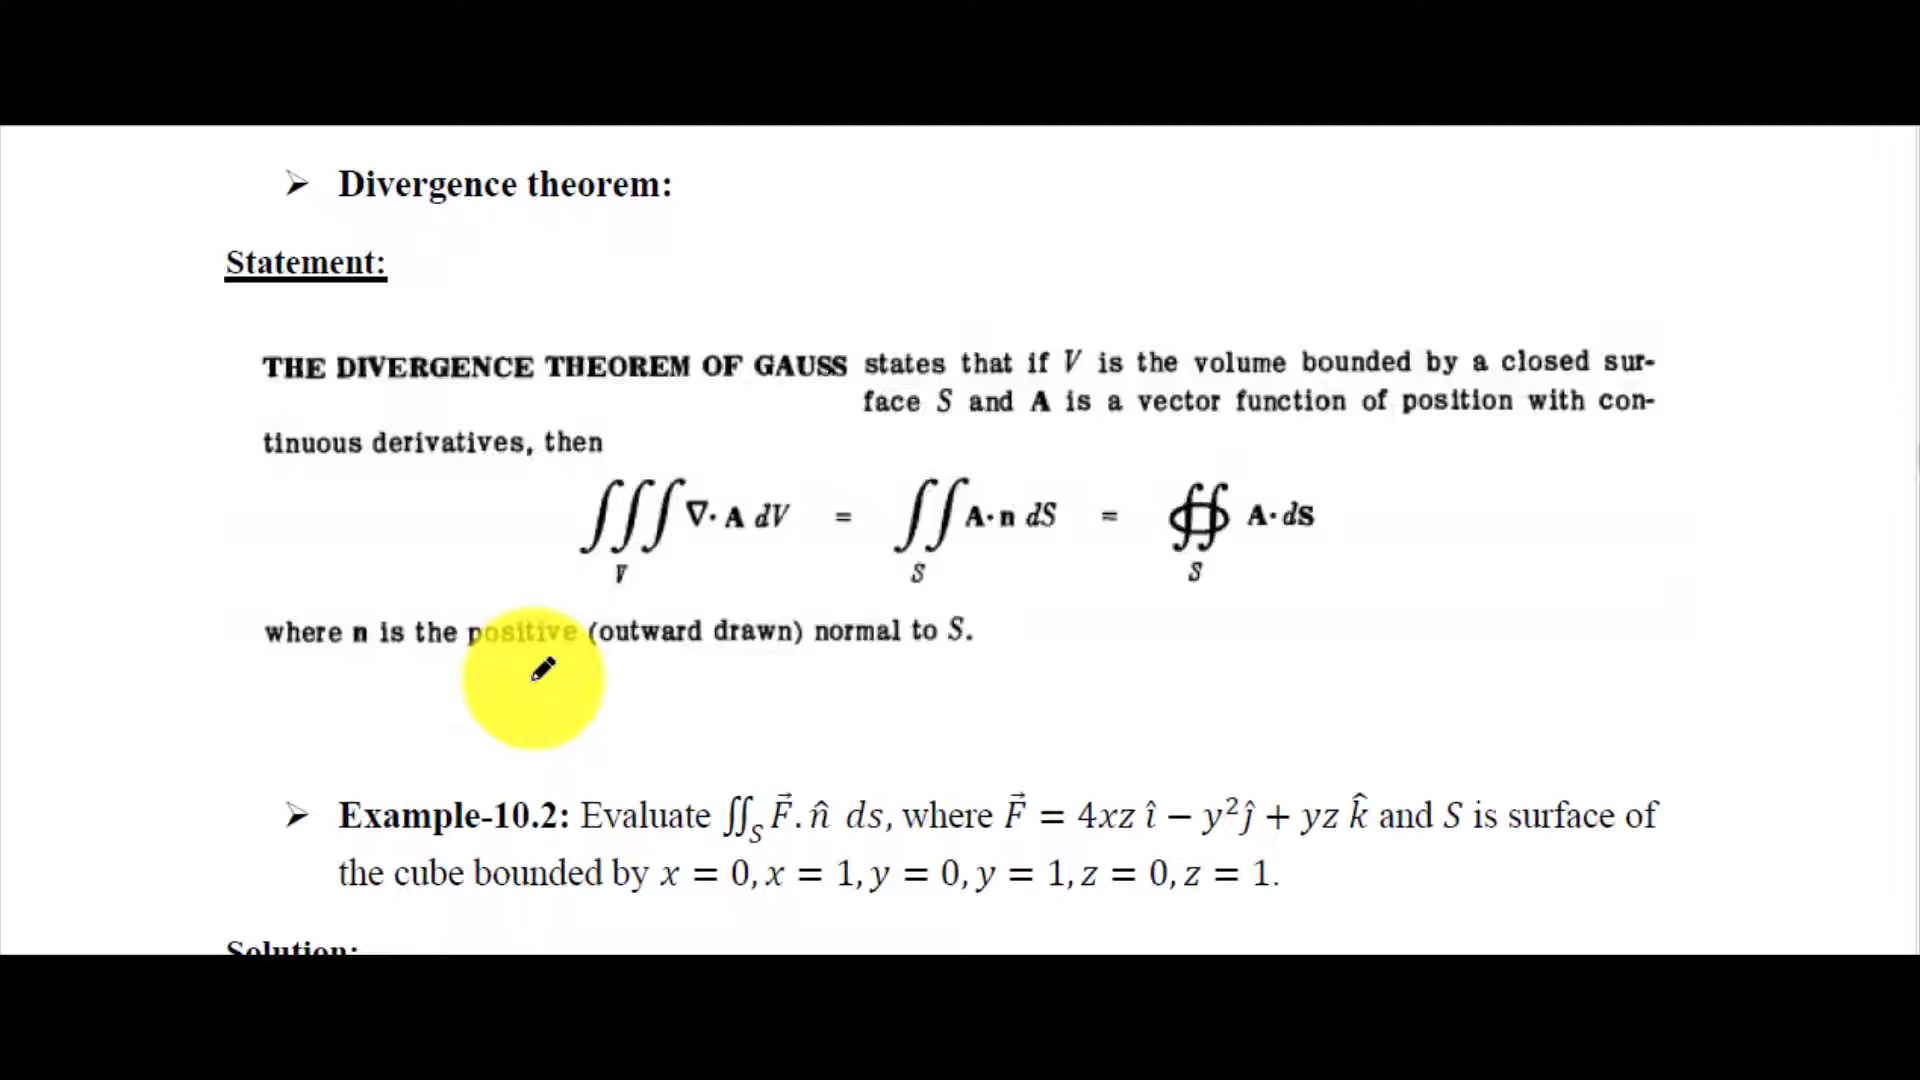 ➢ Divergence theorem:
Statement:
THE DIVERGENCE THEOREM OF GAUSS states that if V is the volume bounded by a closed sur-
face S and A is a vector function of position with con-
tinuous derivatives, then
∭_V ∇· A dV = ∬_S A·n dS = ∯_S A·dS
where n is the positive (outward drawn) normal to S.
➢ Example-10.2: Evaluate ∬_S F⃗. n̂ ds, where F⃗ = 4xz î − y²ĵ + yz k̂ and S is surface of
the cube bounded by x = 0, x = 1, y = 0, y = 1, z = 0, z = 1.
Solution: